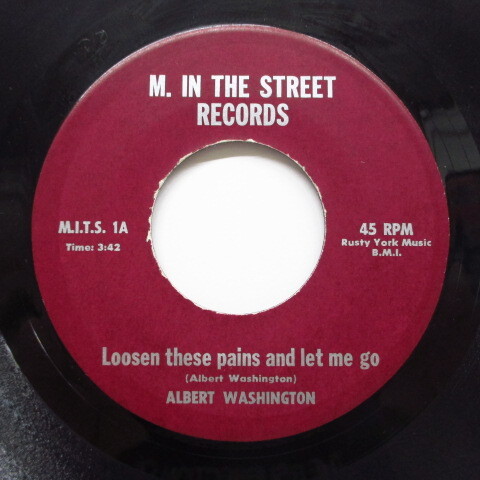 M. IN THE STREET
RECORDS
M.I.T.S. 1A
Time: 3:42
45 RPM
Rusty York Music
B.M.I.
Loosen these pains and let me go
(Albert Washington)
ALBERT WASHINGTON